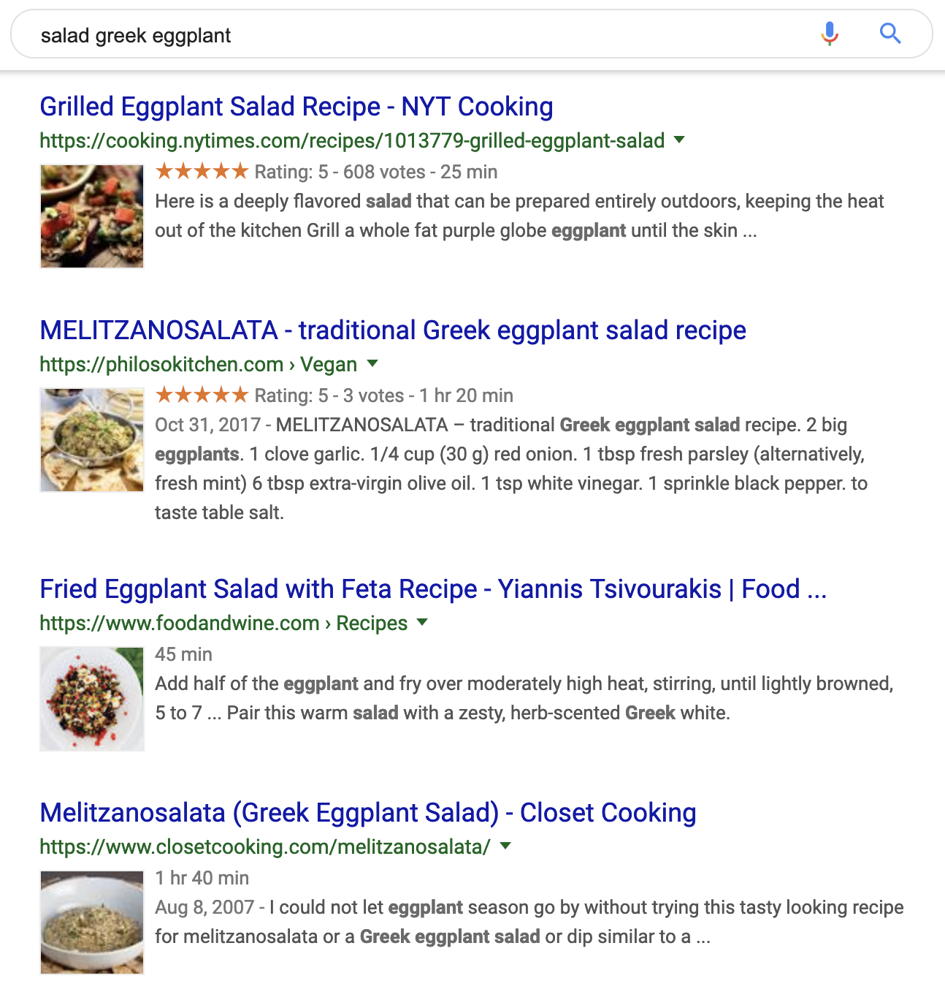 salad greek eggplant
Grilled Eggplant Salad Recipe - NYT Cooking
https://cooking.nytimes.com/recipes/1013779-grilled-eggplant-salad
Rating: 5 - 608 votes - 25 min
Here is a deeply flavored salad that can be prepared entirely outdoors, keeping the heat
out of the kitchen Grill a whole fat purple globe eggplant until the skin ...
MELITZANOSALATA - traditional Greek eggplant salad recipe
https://philosokitchen.com › Vegan
Rating: 5 - 3 votes - 1 hr 20 min
Oct 31, 2017 - MELITZANOSALATA – traditional Greek eggplant salad recipe. 2 big
eggplants. 1 clove garlic. 1/4 cup (30 g) red onion. 1 tbsp fresh parsley (alternatively,
fresh mint) 6 tbsp extra-virgin olive oil. 1 tsp white vinegar. 1 sprinkle black pepper. to
taste table salt.
Fried Eggplant Salad with Feta Recipe - Yiannis Tsivourakis | Food ...
https://www.foodandwine.com › Recipes
45 min
Add half of the eggplant and fry over moderately high heat, stirring, until lightly browned,
5 to 7 ... Pair this warm salad with a zesty, herb-scented Greek white.
Melitzanosalata (Greek Eggplant Salad) - Closet Cooking
https://www.closetcooking.com/melitzanosalata/
1 hr 40 min
Aug 8, 2007 - I could not let eggplant season go by without trying this tasty looking recipe
for melitzanosalata or a Greek eggplant salad or dip similar to a ...